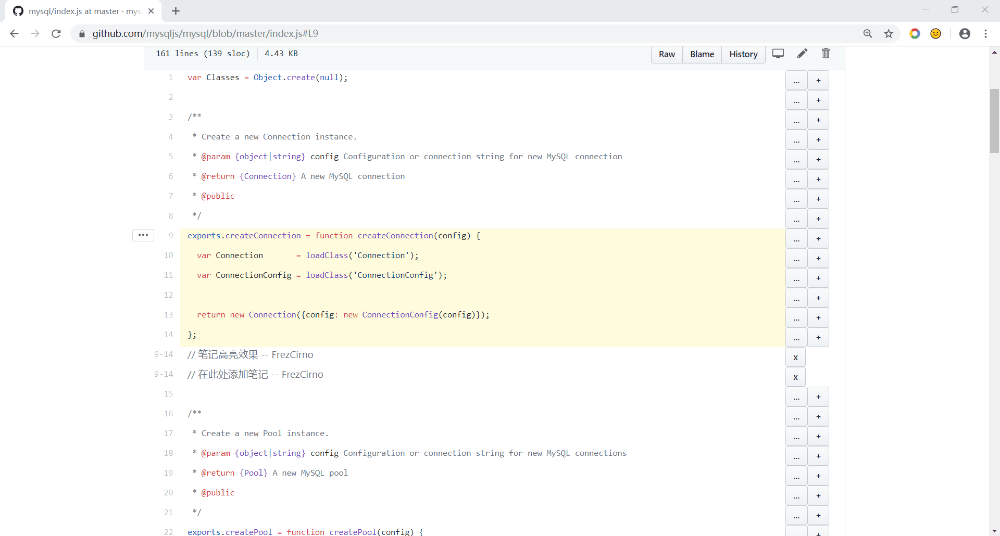 mysql/index.js at master · mys
github.com/mysqljs/mysql/blob/master/index.js#L9
161 lines (139 sloc) 4.43 KB Raw Blame History
1 var Classes = Object.create(null); ... +
2 ... +
3 /** ... +
4 * Create a new Connection instance. ... +
5 * @param {object|string} config Configuration or connection string for new MySQL connection ... +
6 * @return {Connection} A new MySQL connection ... +
7 * @public ... +
8 */ ... +
9 exports.createConnection = function createConnection(config) { ... +
10 var Connection       = loadClass('Connection'); ... +
11 var ConnectionConfig = loadClass('ConnectionConfig'); ... +
12 ... +
13 return new Connection({config: new ConnectionConfig(config)}); ... +
14 }; ... +
9-14 // 笔记高亮效果 -- FrezCirno x
9-14 // 在此处添加笔记 -- FrezCirno x
15 ... +
16 /** ... +
17 * Create a new Pool instance. ... +
18 * @param {object|string} config Configuration or connection string for new MySQL connections ... +
19 * @return {Pool} A new MySQL pool ... +
20 * @public ... +
21 */ ... +
22 exports.createPool = function createPool(config) { +